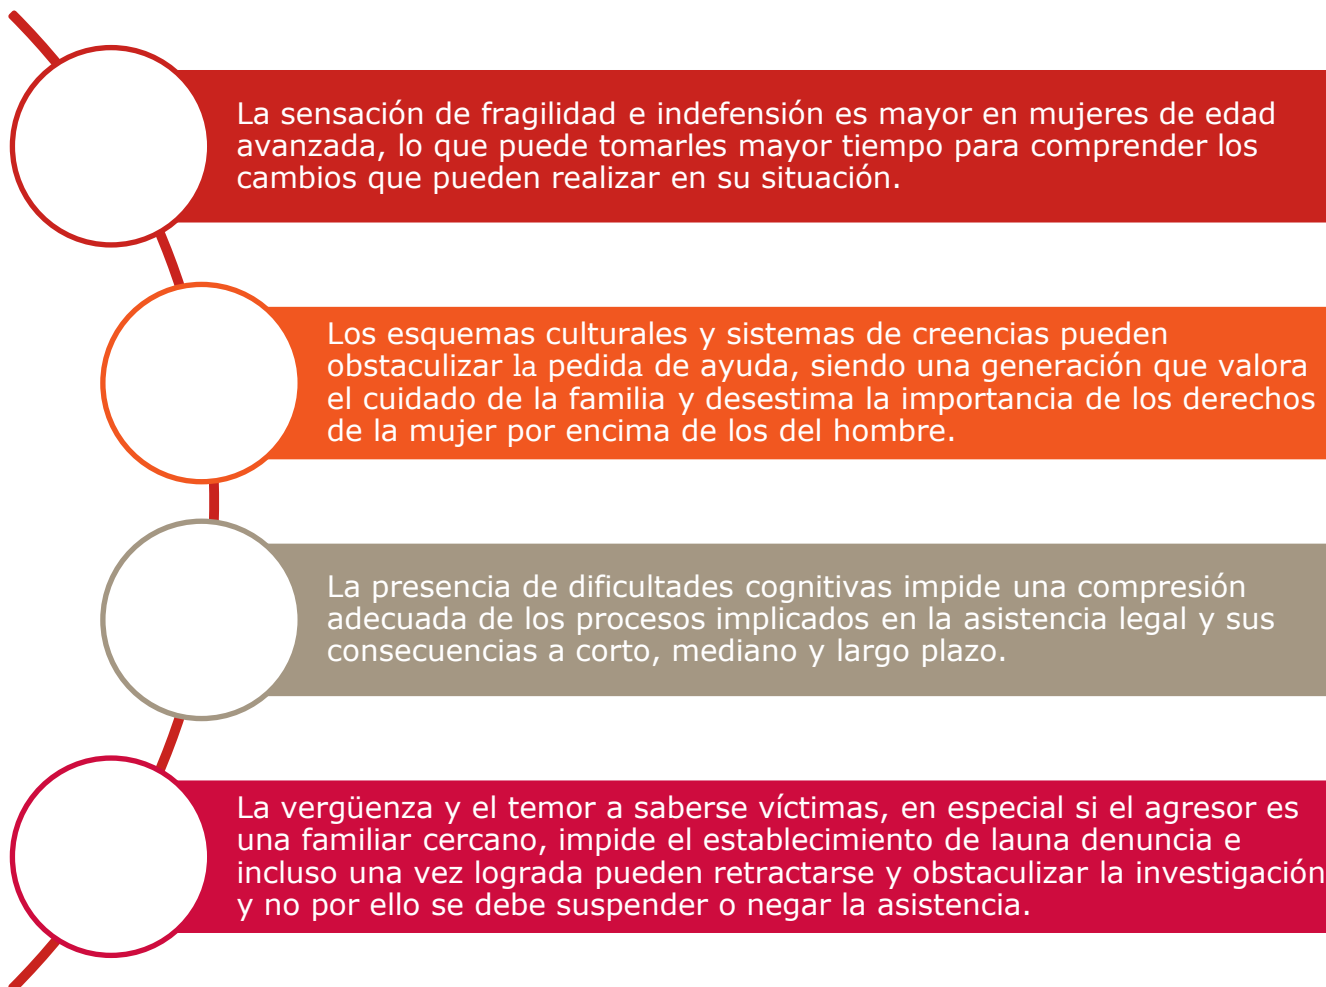 La sensación de fragilidad e indefensión es mayor en mujeres de edad
avanzada, lo que puede tomarles mayor tiempo para comprender los
cambios que pueden realizar en su situación.
Los esquemas culturales y sistemas de creencias pueden
obstaculizar la pedida de ayuda, siendo una generación que valora
el cuidado de la familia y desestima la importancia de los derechos
de la mujer por encima de los del hombre.
La presencia de dificultades cognitivas impide una compresión
adecuada de los procesos implicados en la asistencia legal y sus
consecuencias a corto, mediano y largo plazo.
La vergüenza y el temor a saberse víctimas, en especial si el agresor es
una familiar cercano, impide el establecimiento de launa denuncia e
incluso una vez lograda pueden retractarse y obstaculizar la investigación
y no por ello se debe suspender o negar la asistencia.